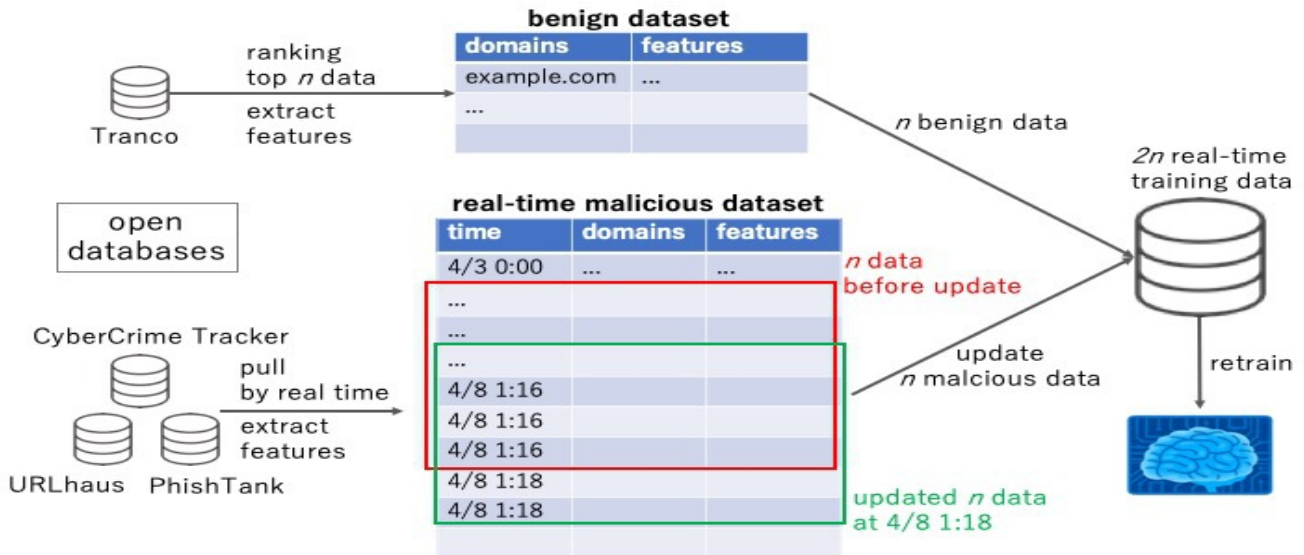 benign dataset
domains features
example.com ...
...
ranking
top n data
extract
features
Tranco
n benign data
2n real-time
training data
open
databases
real-time malicious dataset
time domains features
4/3 0:00 ... ...
...
...
...
4/8 1:16
4/8 1:16
4/8 1:16
4/8 1:18
4/8 1:18
n data
before update
CyberCrime Tracker
pull
by real time
extract
features
URLhaus PhishTank
update
n malcious data
retrain
updated n data
at 4/8 1:18